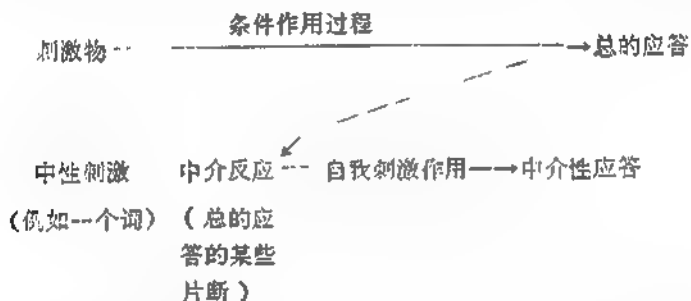 条件作用过程
刺激物 -- ——→总的应答
中性刺激 中介反应 --- 自我刺激作用——→中介性应答
(例如一个词) (总的应
答的某些
片断)